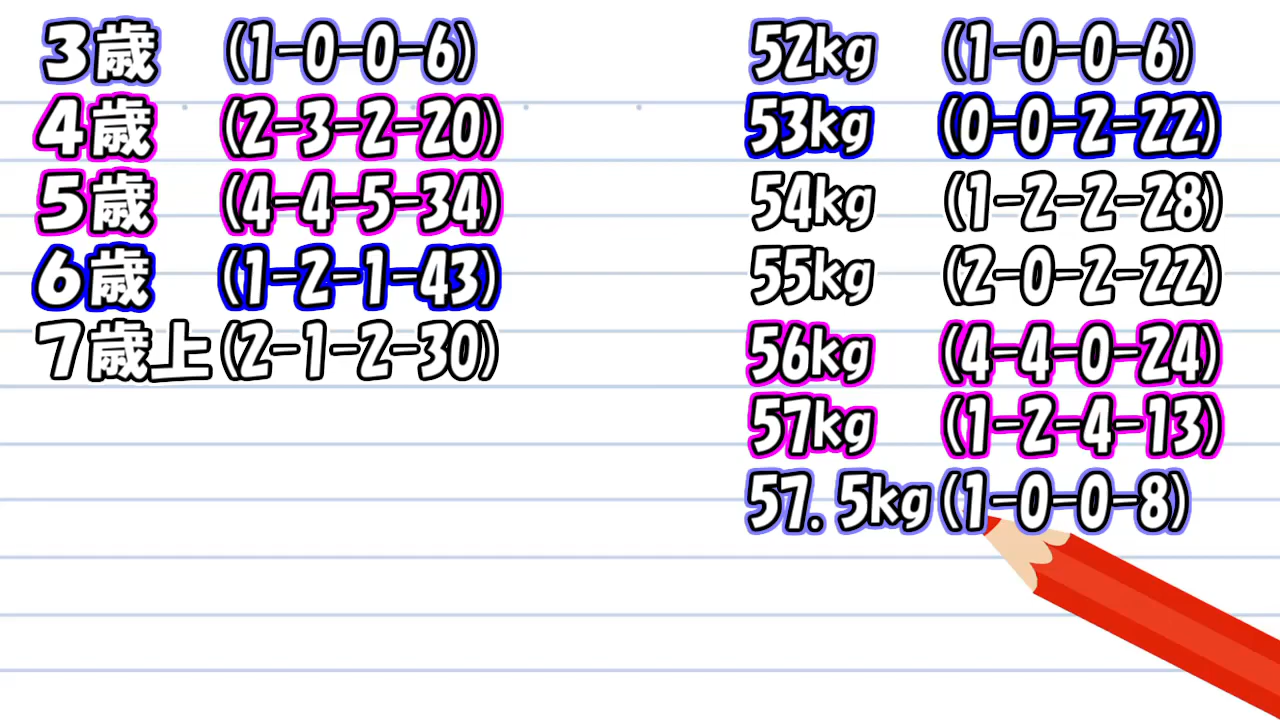 3歳 (1-0-0-6)
4歳 (2-3-2-20)
5歳 (4-4-5-34)
6歳 (1-2-1-43)
7歳上(2-1-2-30)
52kg (1-0-0-6)
53kg (0-0-2-22)
54kg (1-2-2-28)
55kg (2-0-2-22)
56kg (4-4-0-24)
57kg (1-2-4-13)
57.5kg(1-0-0-8)